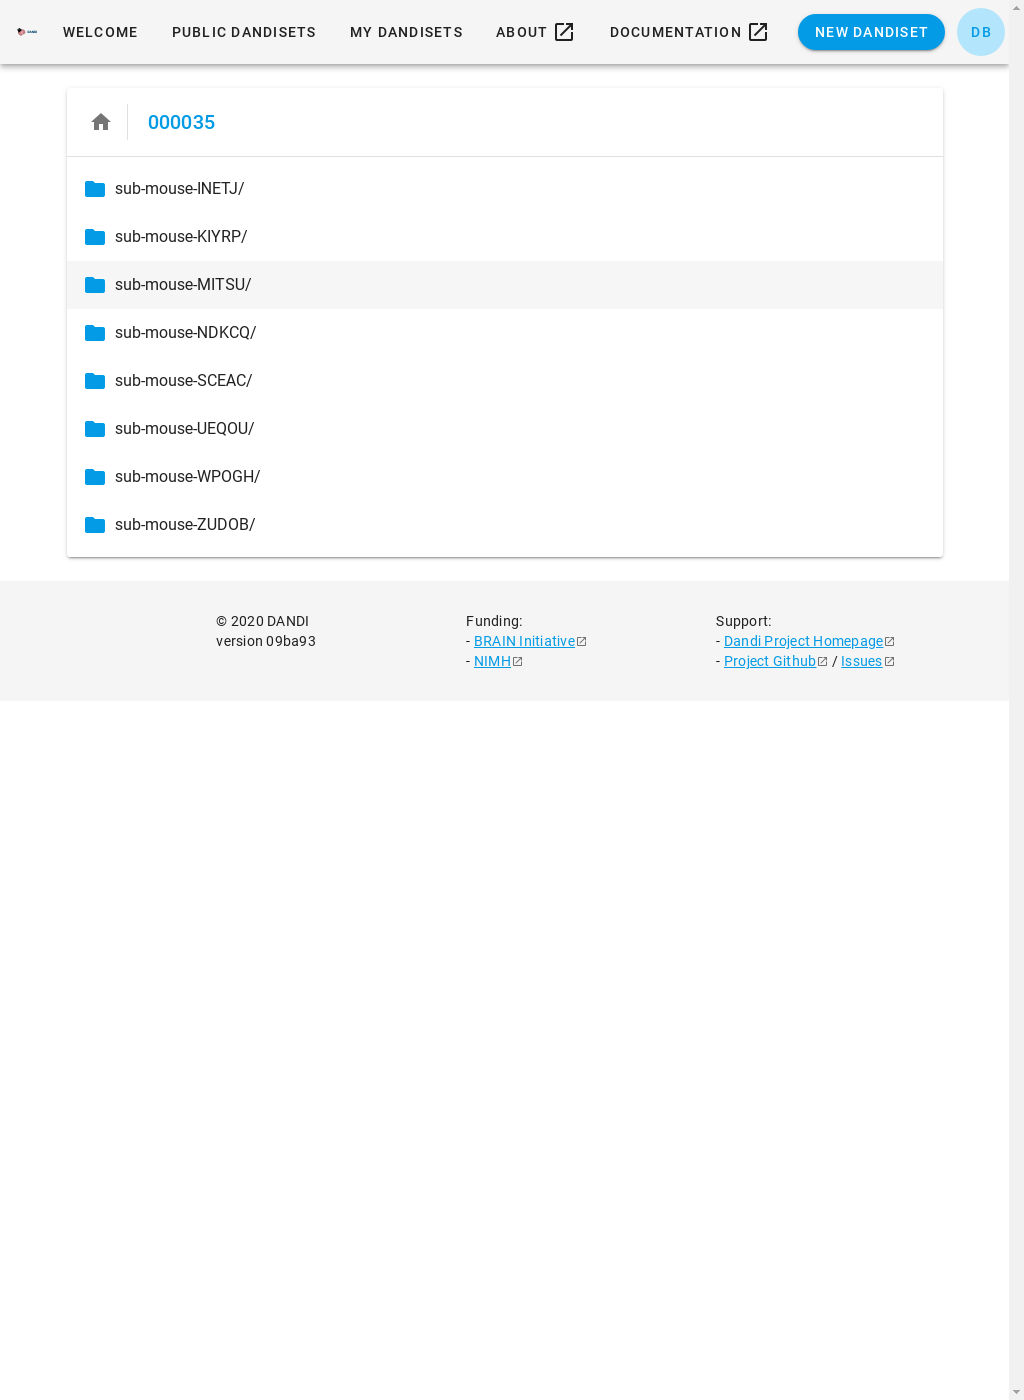 WELCOME PUBLIC DANDISETS MY DANDISETS ABOUT DOCUMENTATION NEW DANDISET DB
000035
sub-mouse-INETJ/
sub-mouse-KIYRP/
sub-mouse-MITSU/
sub-mouse-NDKCQ/
sub-mouse-SCEAC/
sub-mouse-UEQOU/
sub-mouse-WPOGH/
sub-mouse-ZUDOB/
© 2020 DANDI
version 09ba93
Funding:
- BRAIN Initiative
- NIMH
Support:
- Dandi Project Homepage
- Project Github / Issues